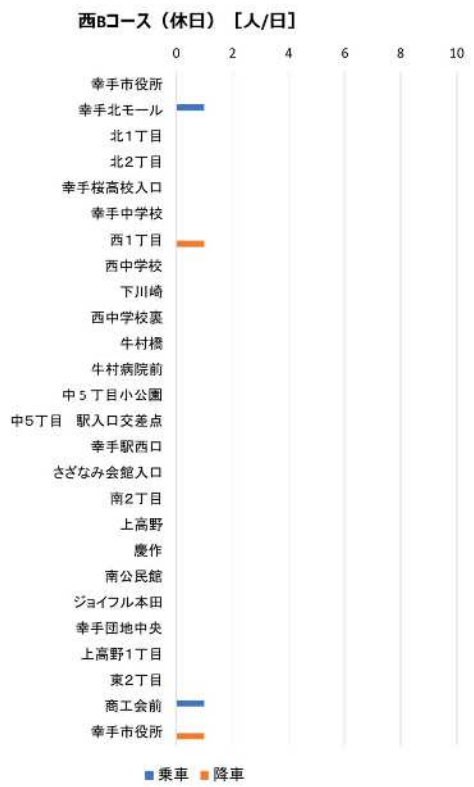 西Bコース（休日）［人/日］
0 2 4 6 8 10
幸手市役所
幸手北モール
北１丁目
北２丁目
幸手桜高校入口
幸手中学校
西１丁目
西中学校
下川崎
西中学校裏
牛村橋
牛村病院前
中５丁目小公園
中5丁目　駅入口交差点
幸手駅西口
さざなみ会館入口
南２丁目
上高野
慶作
南公民館
ジョイフル本田
幸手団地中央
上高野１丁目
東２丁目
商工会前
幸手市役所
乗車 降車